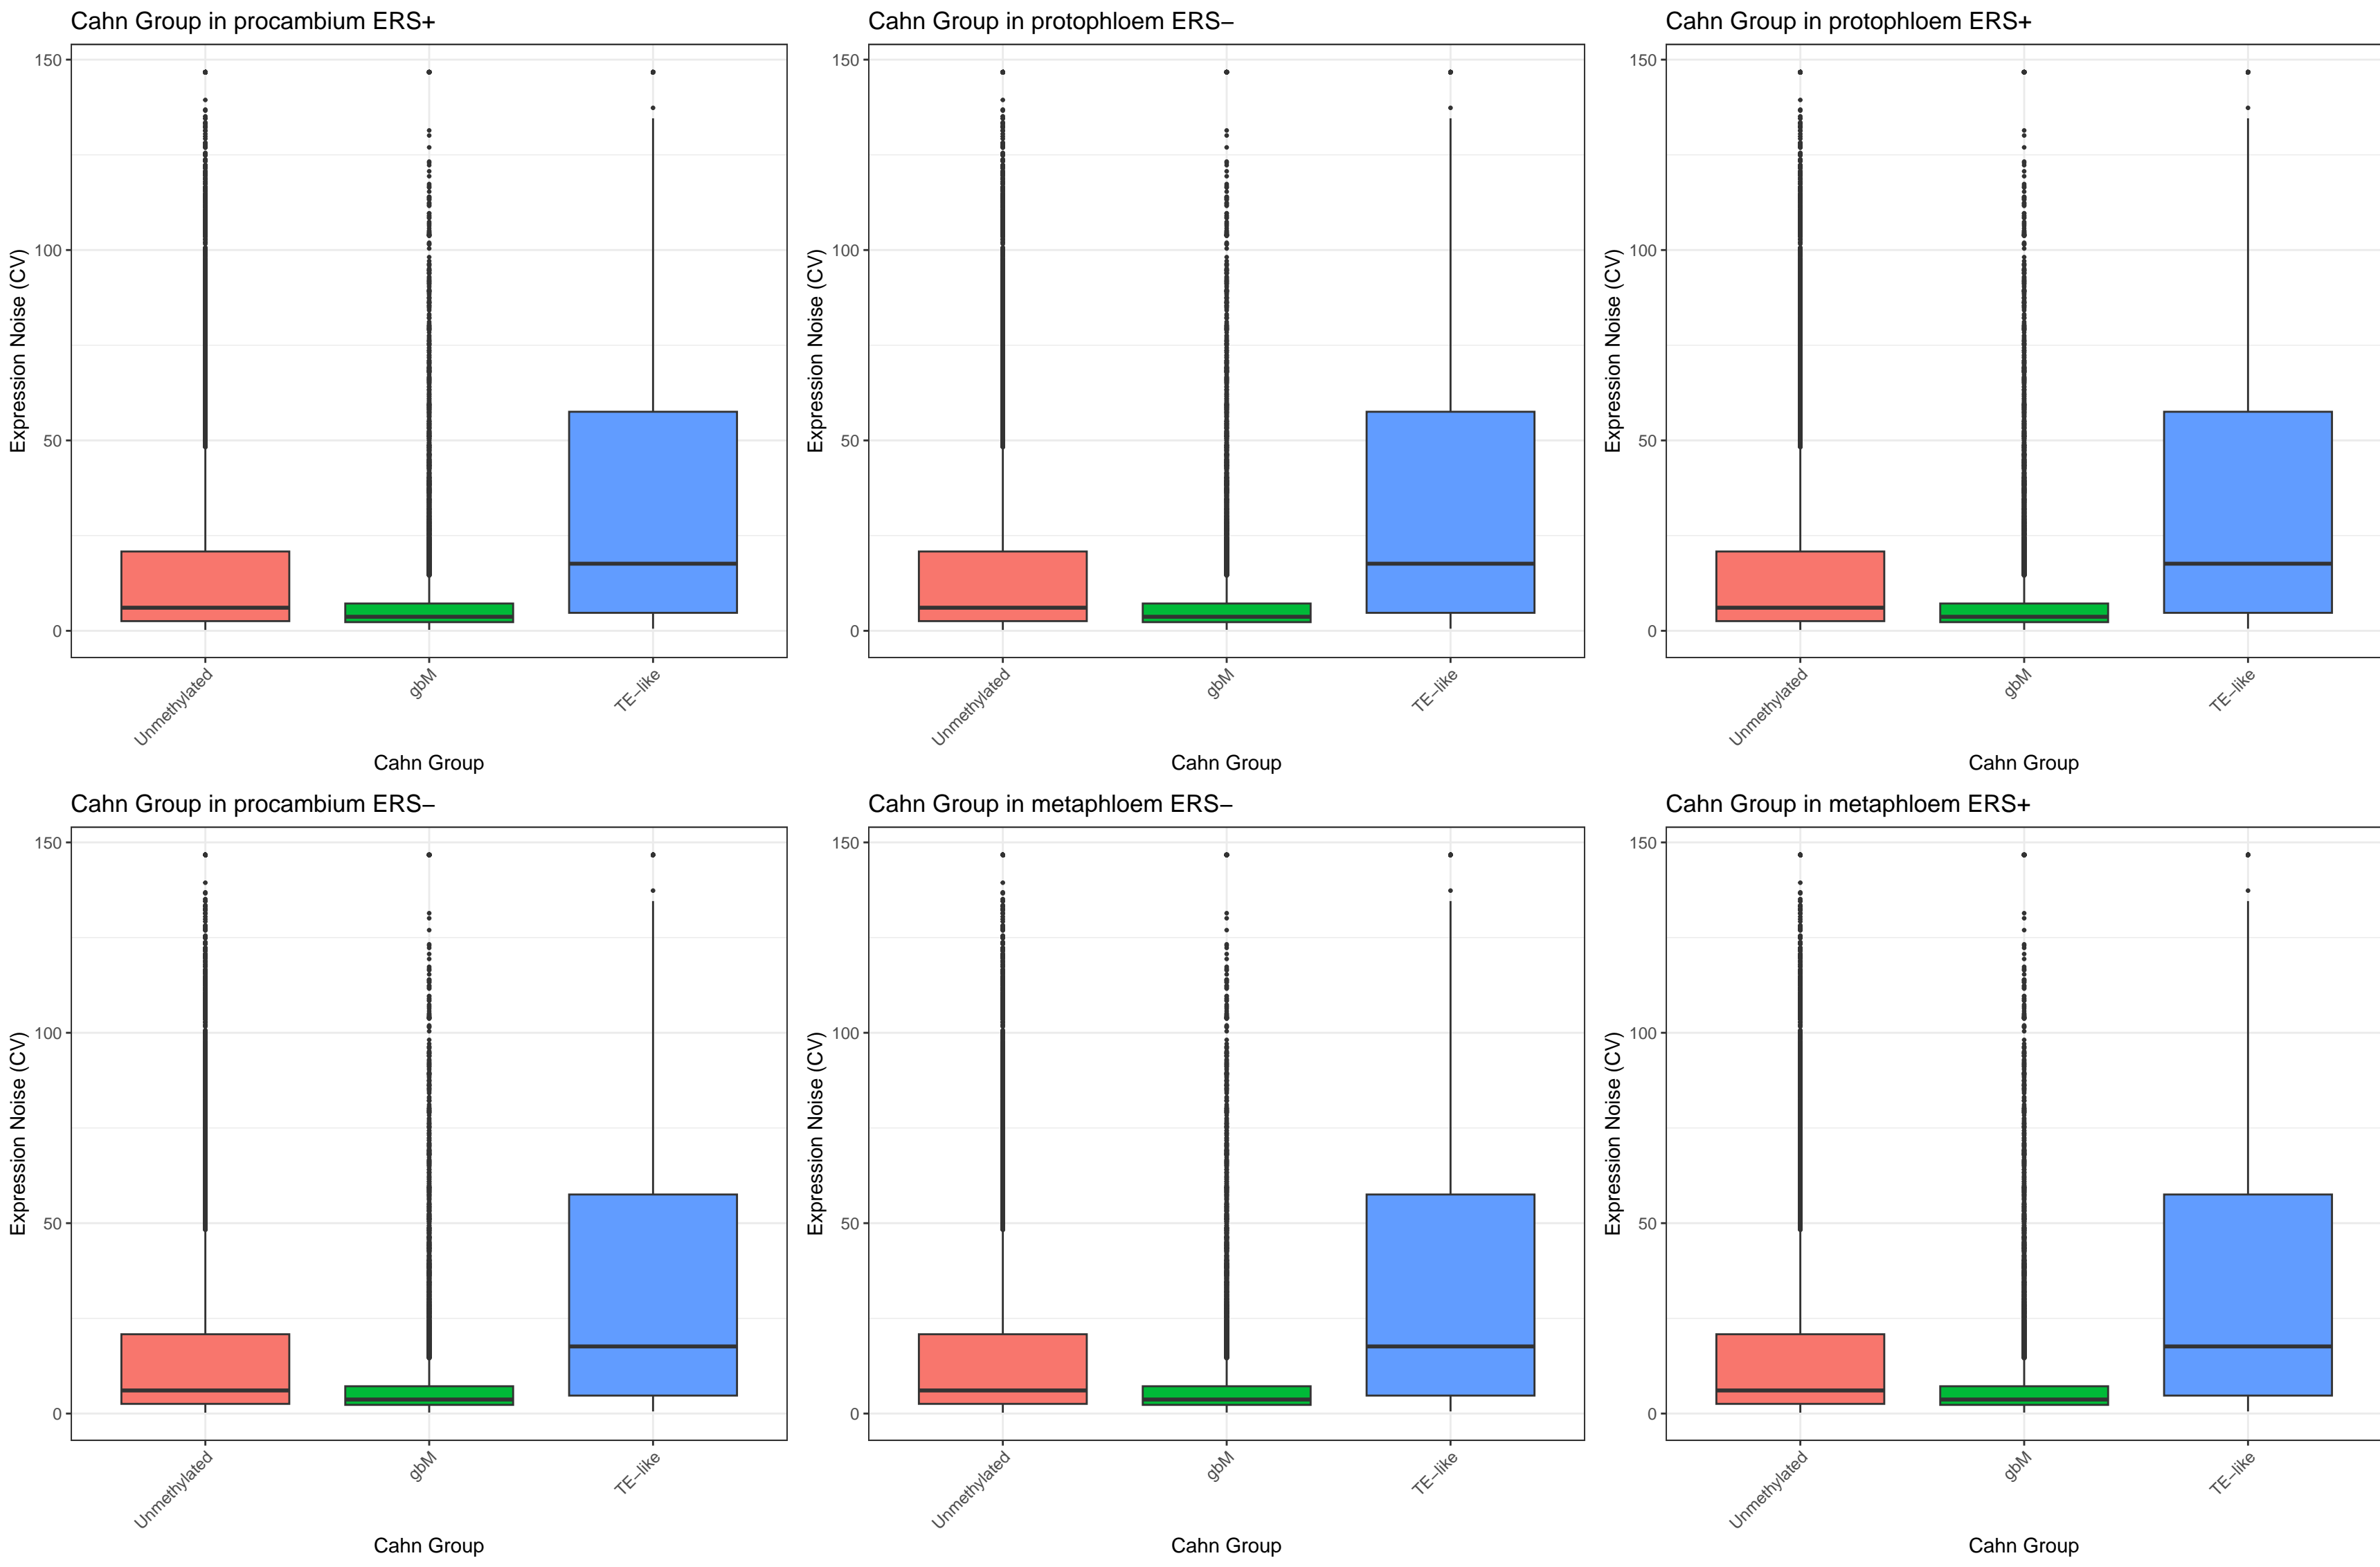 Cahn Group in procambium ERS+
Expression Noise (CV)
150
100
50
0
Unmethylated
gbM
TE−like
Cahn Group
Cahn Group in protophloem ERS−
Expression Noise (CV)
150
100
50
0
Unmethylated
gbM
TE−like
Cahn Group
Cahn Group in protophloem ERS+
Expression Noise (CV)
150
100
50
0
Unmethylated
gbM
TE−like
Cahn Group
Cahn Group in procambium ERS−
Expression Noise (CV)
150
100
50
0
Unmethylated
gbM
TE−like
Cahn Group
Cahn Group in metaphloem ERS−
Expression Noise (CV)
150
100
50
0
Unmethylated
gbM
TE−like
Cahn Group
Cahn Group in metaphloem ERS+
Expression Noise (CV)
150
100
50
0
Unmethylated
gbM
TE−like
Cahn Group